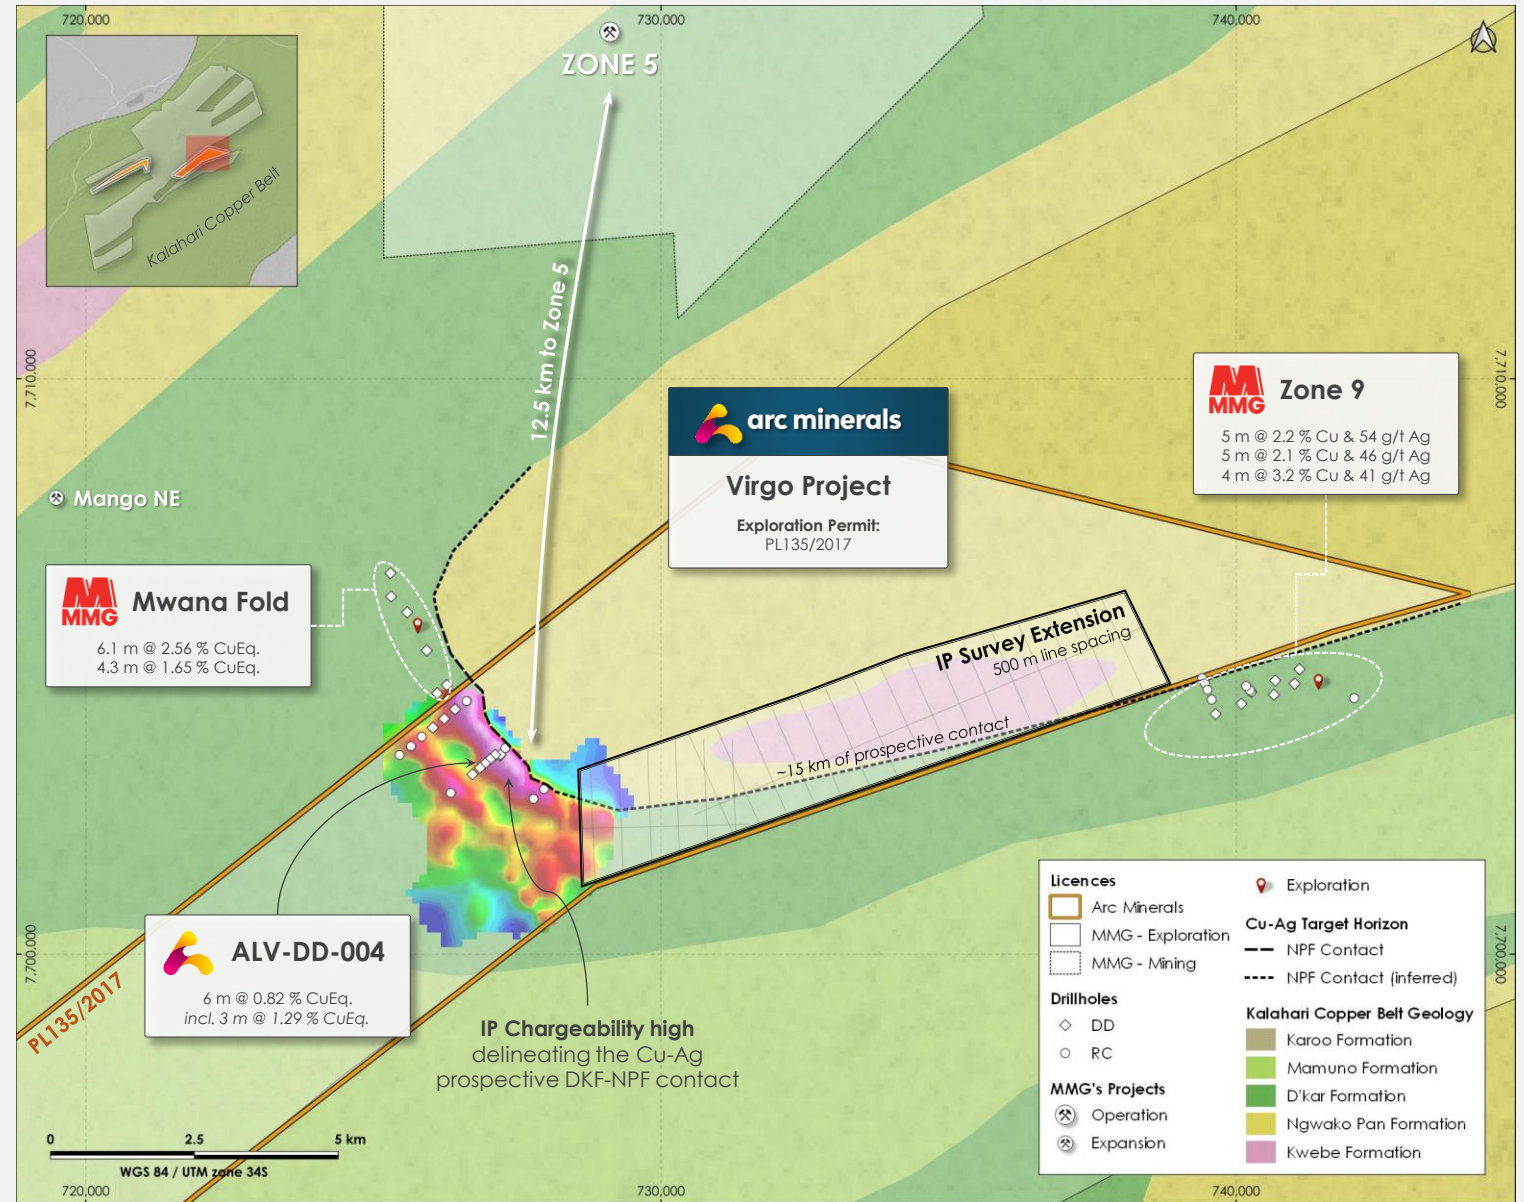 720,000
730,000
740,000
ZONE 5
Kalahari Copper Belt
12.5 km to Zone 5
7,710,000
7,710,000
MMG
Zone 9
5 m @ 2.2 % Cu & 54 g/t Ag
5 m @ 2.1 % Cu & 46 g/t Ag
4 m @ 3.2 % Cu & 41 g/t Ag
arc minerals
Virgo Project
Exploration Permit:
PL135/2017
Mango NE
MMG
Mwana Fold
6.1 m @ 2.56 % CuEq.
4.3 m @ 1.65 % CuEq.
IP Survey Extension
500 m line spacing
~15 km of prospective contact
ALV-DD-004
6 m @ 0.82 % CuEq.
incl. 3 m @ 1.29 % CuEq.
7,700,000
7,700,000
PL135/2017
IP Chargeability high
delineating the Cu-Ag
prospective DKF-NPF contact
Licences
Arc Minerals
MMG - Exploration
MMG - Mining
Drillholes
DD
RC
MMG's Projects
Operation
Expansion
Exploration
Cu-Ag Target Horizon
NPF Contact
NPF Contact (inferred)
Kalahari Copper Belt Geology
Karoo Formation
Mamuno Formation
D'kar Formation
Ngwako Pan Formation
Kwebe Formation
0 2.5 5 km
WGS 84 / UTM zone 34S
720,000
730,000
740,000